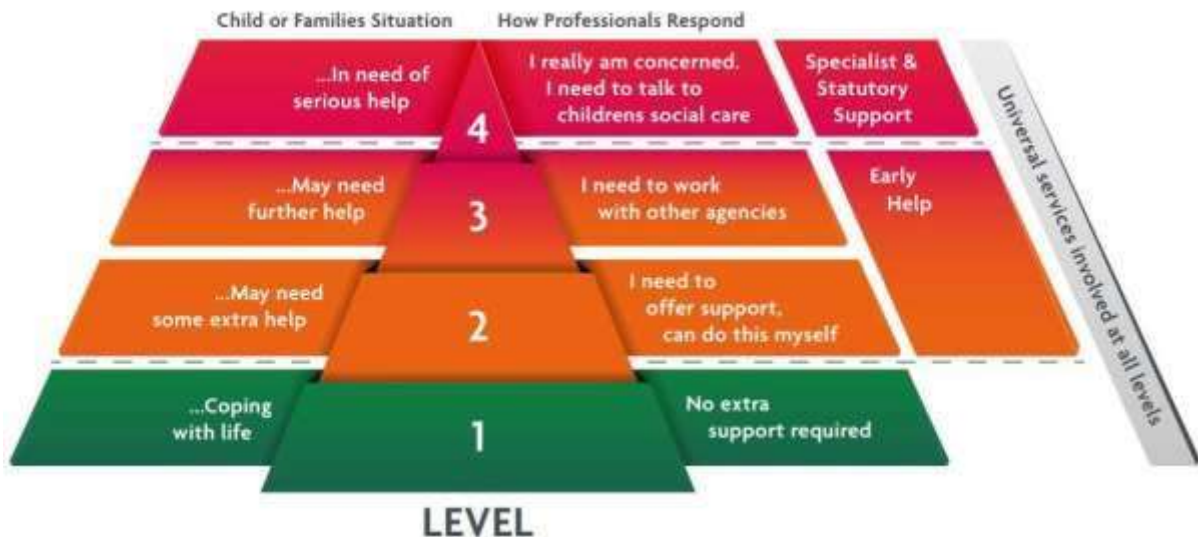 Child or Families Situation
How Professionals Respond
...In need of
serious help
4
I really am concerned.
I need to talk to
childrens social care
Specialist &
Statutory
Support
...May need
further help
3
I need to work
with other agencies
Early
Help
...May need
some extra help
2
I need to
offer support,
can do this myself
...Coping
with life
1
No extra
support required
Universal services involved at all levels
LEVEL